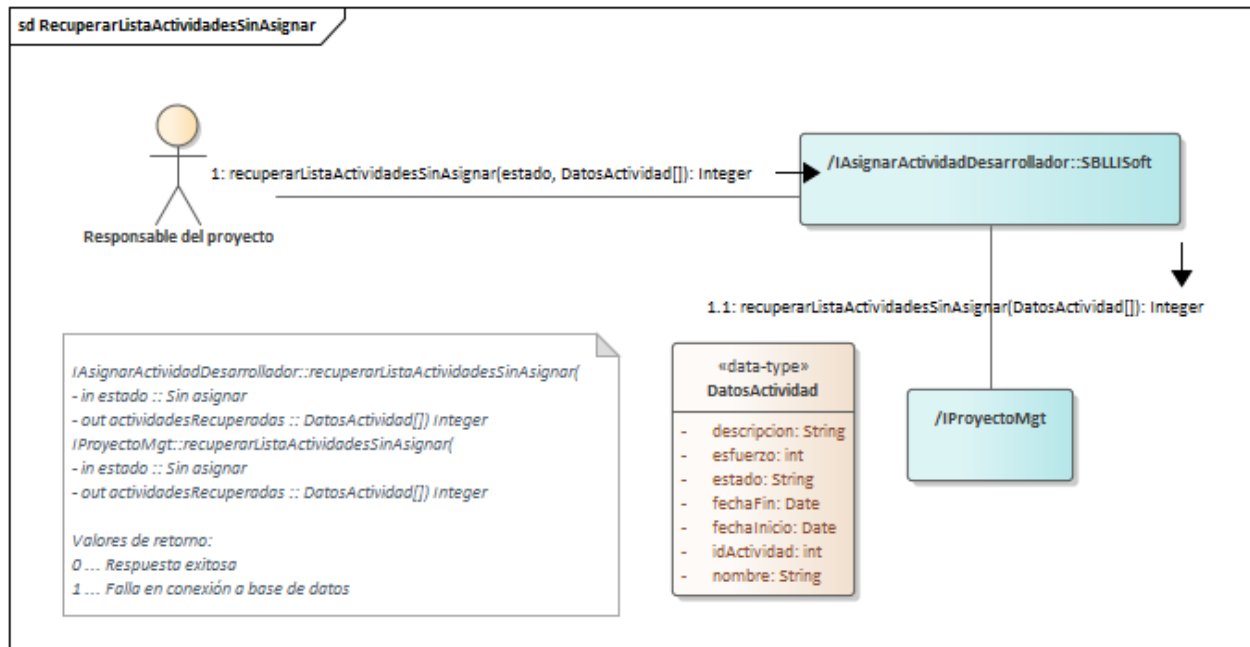 sd RecuperarListaActividadesSinAsignar
1: recuperarListaActividadesSinAsignar(estado, DatosActividad[]): Integer
/IAsignarActividadDesarrollador::SBLLISoft
Responsable del proyecto
1.1: recuperarListaActividadesSinAsignar(DatosActividad[]): Integer
IAsignarActividadDesarrollador::recuperarListaActividadesSinAsignar(
- in estado :: Sin asignar
- out actividadesRecuperadas :: DatosActividad[]) Integer
IProyectoMgt::recuperarListaActividadesSinAsignar(
- in estado :: Sin asignar
- out actividadesRecuperadas :: DatosActividad[]) Integer
Valores de retorno:
0 ... Respuesta exitosa
1 ... Falla en conexión a base de datos
«data-type»
DatosActividad
- descripcion: String
- esfuerzo: int
- estado: String
- fechaFin: Date
- fechaInicio: Date
- idActividad: int
- nombre: String
/IProyectoMgt